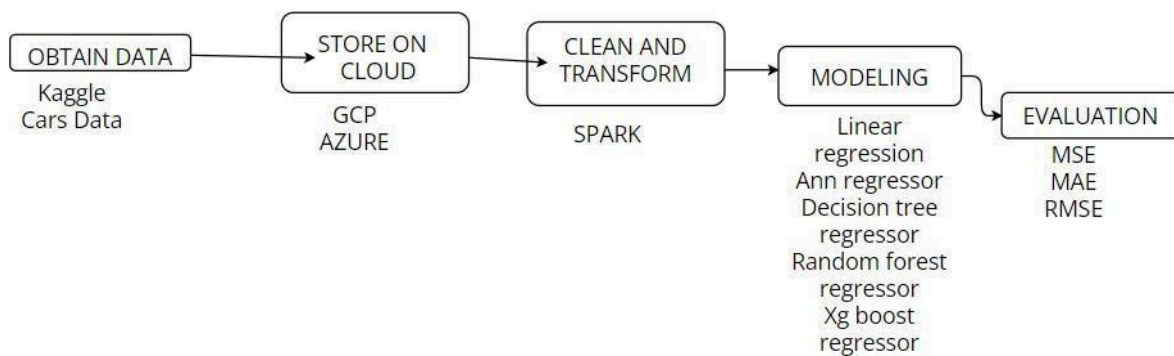 OBTAIN DATA
Kaggle
Cars Data
STORE ON
CLOUD
GCP
AZURE
CLEAN AND
TRANSFORM
SPARK
MODELING
Linear
regression
Ann regressor
Decision tree
regressor
Random forest
regressor
Xg boost
regressor
EVALUATION
MSE
MAE
RMSE